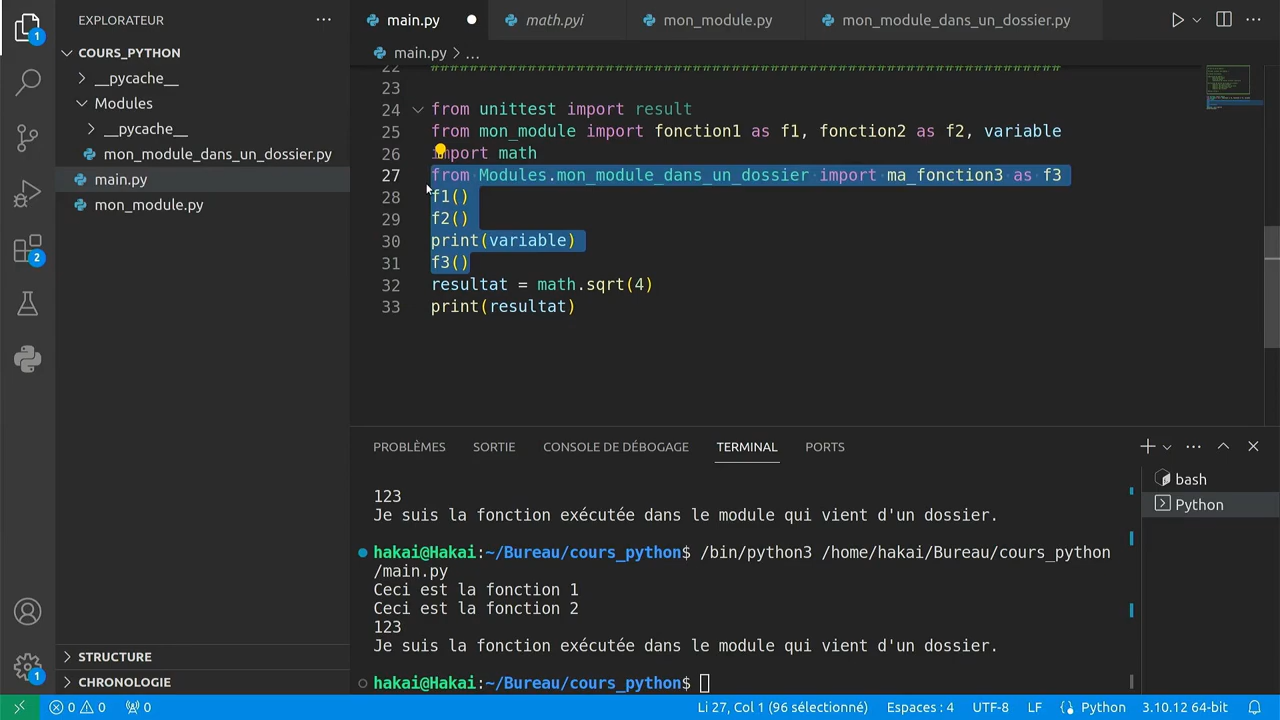 EXPLORATEUR
COURS_PYTHON
__pycache__
Modules
__pycache__
mon_module_dans_un_dossier.py
main.py
mon_module.py
STRUCTURE
CHRONOLOGIE
1
2
1
main.py
math.pyi
mon_module.py
mon_module_dans_un_dossier.py
main.py > ...
22 ################################################################
23
24 from unittest import result
25 from mon_module import fonction1 as f1, fonction2 as f2, variable
26 import math
27 from Modules.mon_module_dans_un_dossier import ma_fonction3 as f3
28 f1()
29 f2()
30 print(variable)
31 f3()
32 resultat = math.sqrt(4)
33 print(resultat)
PROBLÈMES SORTIE CONSOLE DE DÉBOGAGE TERMINAL PORTS
123
Je suis la fonction exécutée dans le module qui vient d'un dossier.
hakai@Hakai:~/Bureau/cours_python$ /bin/python3 /home/hakai/Bureau/cours_python
/main.py
Ceci est la fonction 1
Ceci est la fonction 2
123
Je suis la fonction exécutée dans le module qui vient d'un dossier.
hakai@Hakai:~/Bureau/cours_python$
bash
Python
0 0 0 Li 27, Col 1 (96 sélectionné) Espaces : 4 UTF-8 LF Python 3.10.12 64-bit